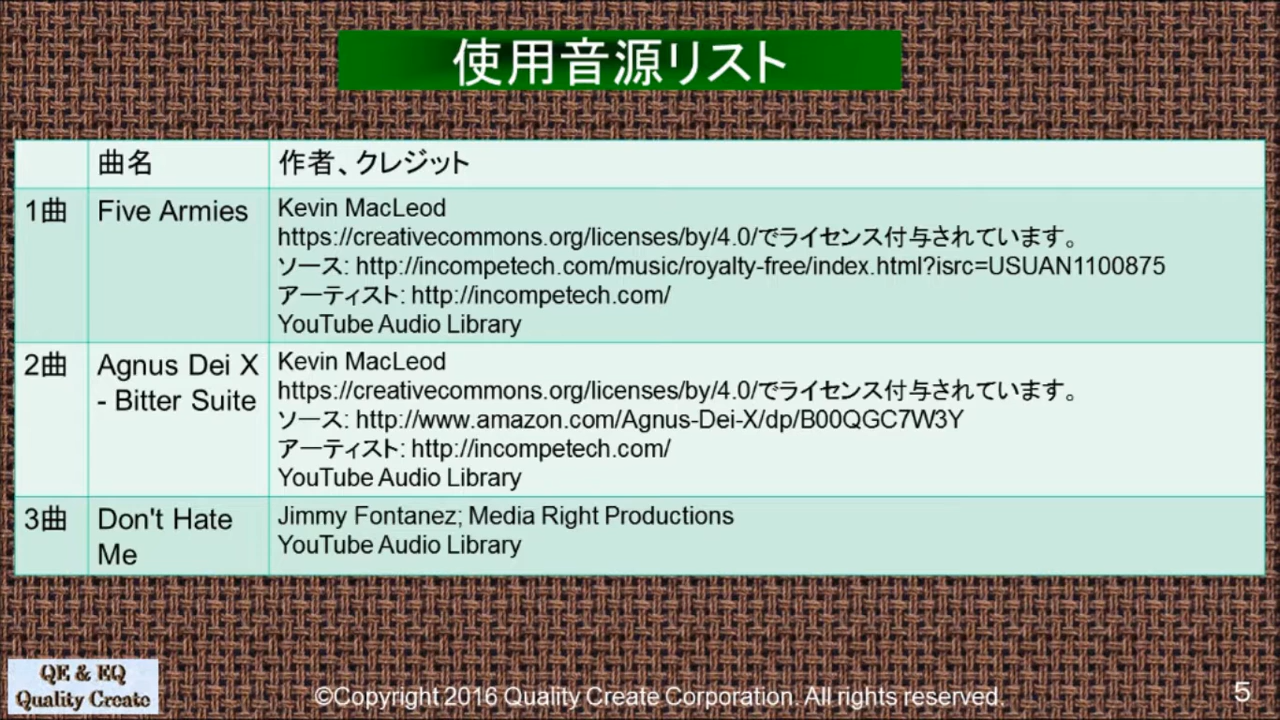 使用音源リスト
曲名 作者、クレジット
1曲 Five Armies Kevin MacLeod
https://creativecommons.org/licenses/by/4.0/でライセンス付与されています。
ソース: http://incompetech.com/music/royalty-free/index.html?isrc=USUAN1100875
アーティスト: http://incompetech.com/
YouTube Audio Library
2曲 Agnus Dei X - Bitter Suite Kevin MacLeod
https://creativecommons.org/licenses/by/4.0/でライセンス付与されています。
ソース: http://www.amazon.com/Agnus-Dei-X/dp/B00QGC7W3Y
アーティスト: http://incompetech.com/
YouTube Audio Library
3曲 Don't Hate Me Jimmy Fontanez; Media Right Productions
YouTube Audio Library
QE & EQ
Quality Create
©Copyright 2016 Quality Create Corporation. All rights reserved.
5